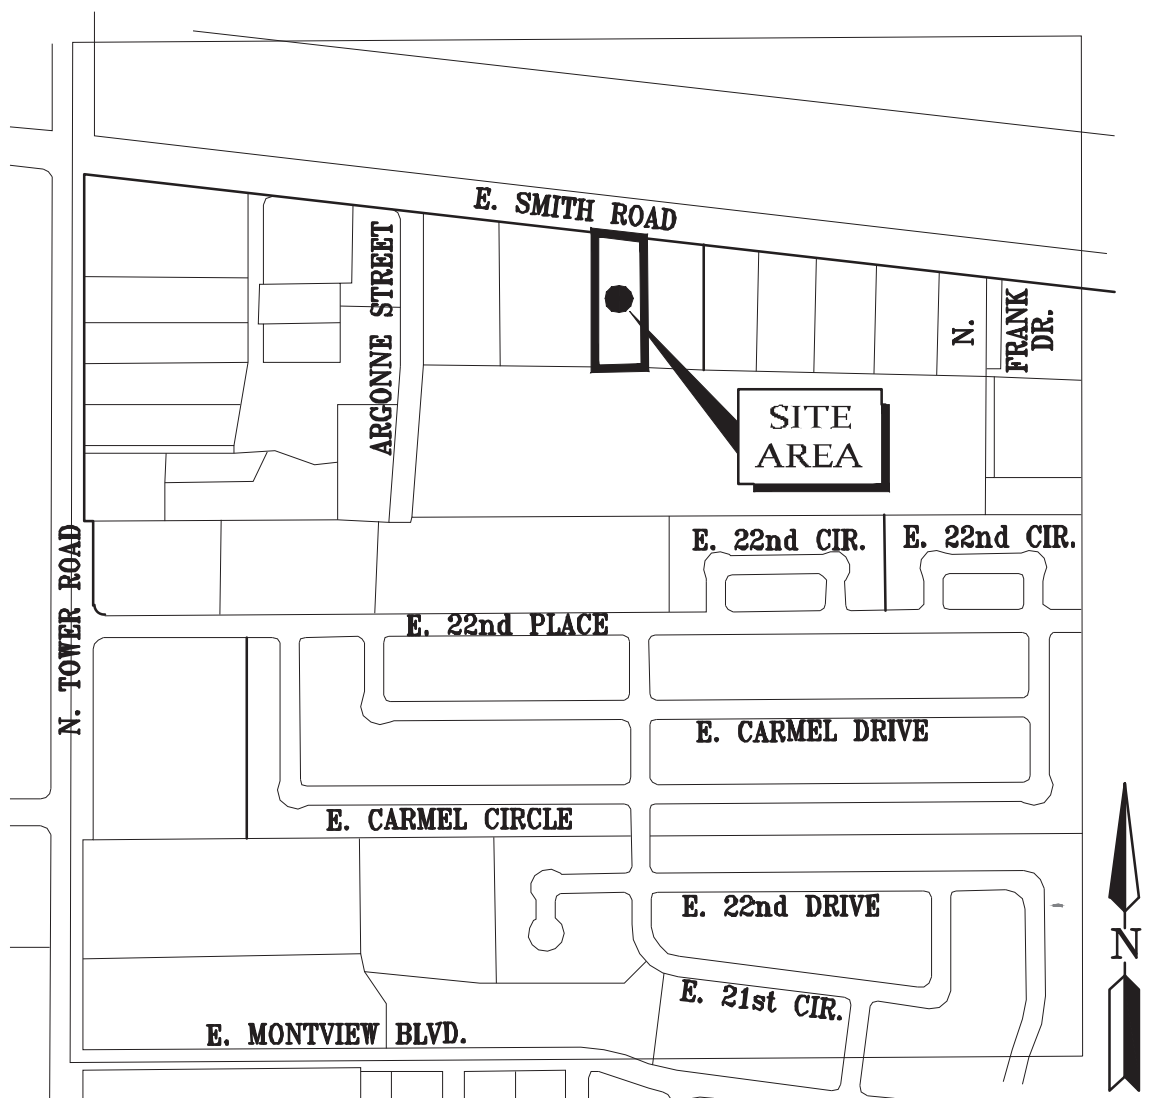 E. SMITH ROAD
ARGONNE STREET
N.
FRANK
DR.
SITE
AREA
N. TOWER ROAD
E. 22nd CIR.
E. 22nd CIR.
E. 22nd PLACE
E. CARMEL DRIVE
E. CARMEL CIRCLE
E. 22nd DRIVE
N
E. 21st CIR.
E. MONTVIEW BLVD.